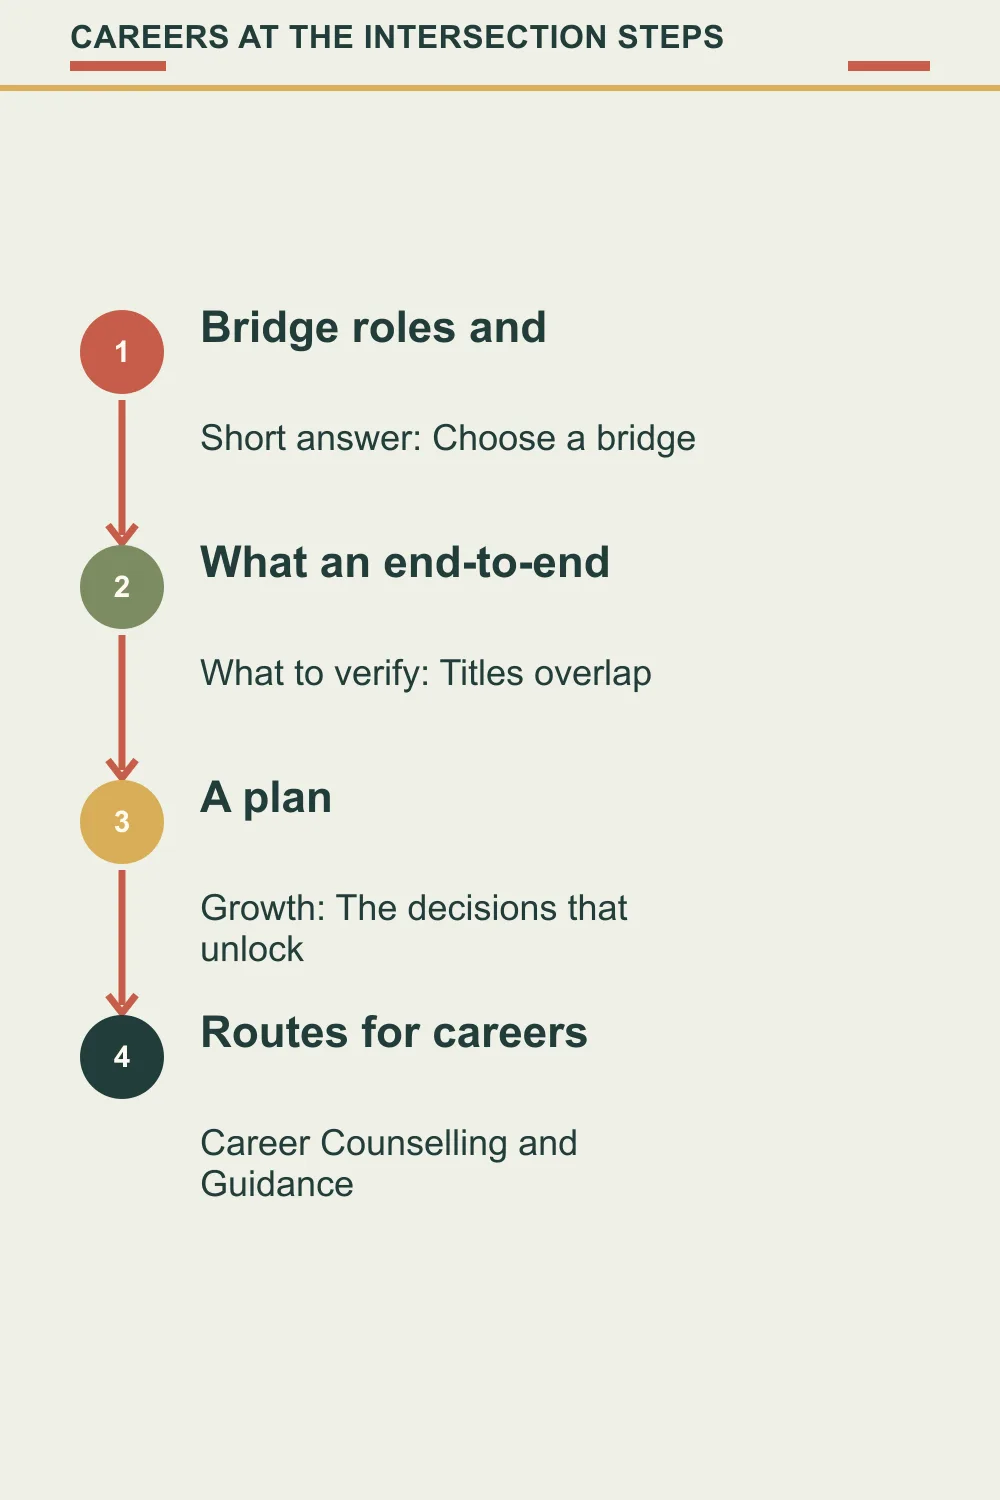 CAREERS AT THE INTERSECTION STEPS
1
Bridge roles and
Short answer: Choose a bridge
2
What an end-to-end
What to verify: Titles overlap
3
A plan
Growth: The decisions that
unlock
4
Routes for careers
Career Counselling and
Guidance